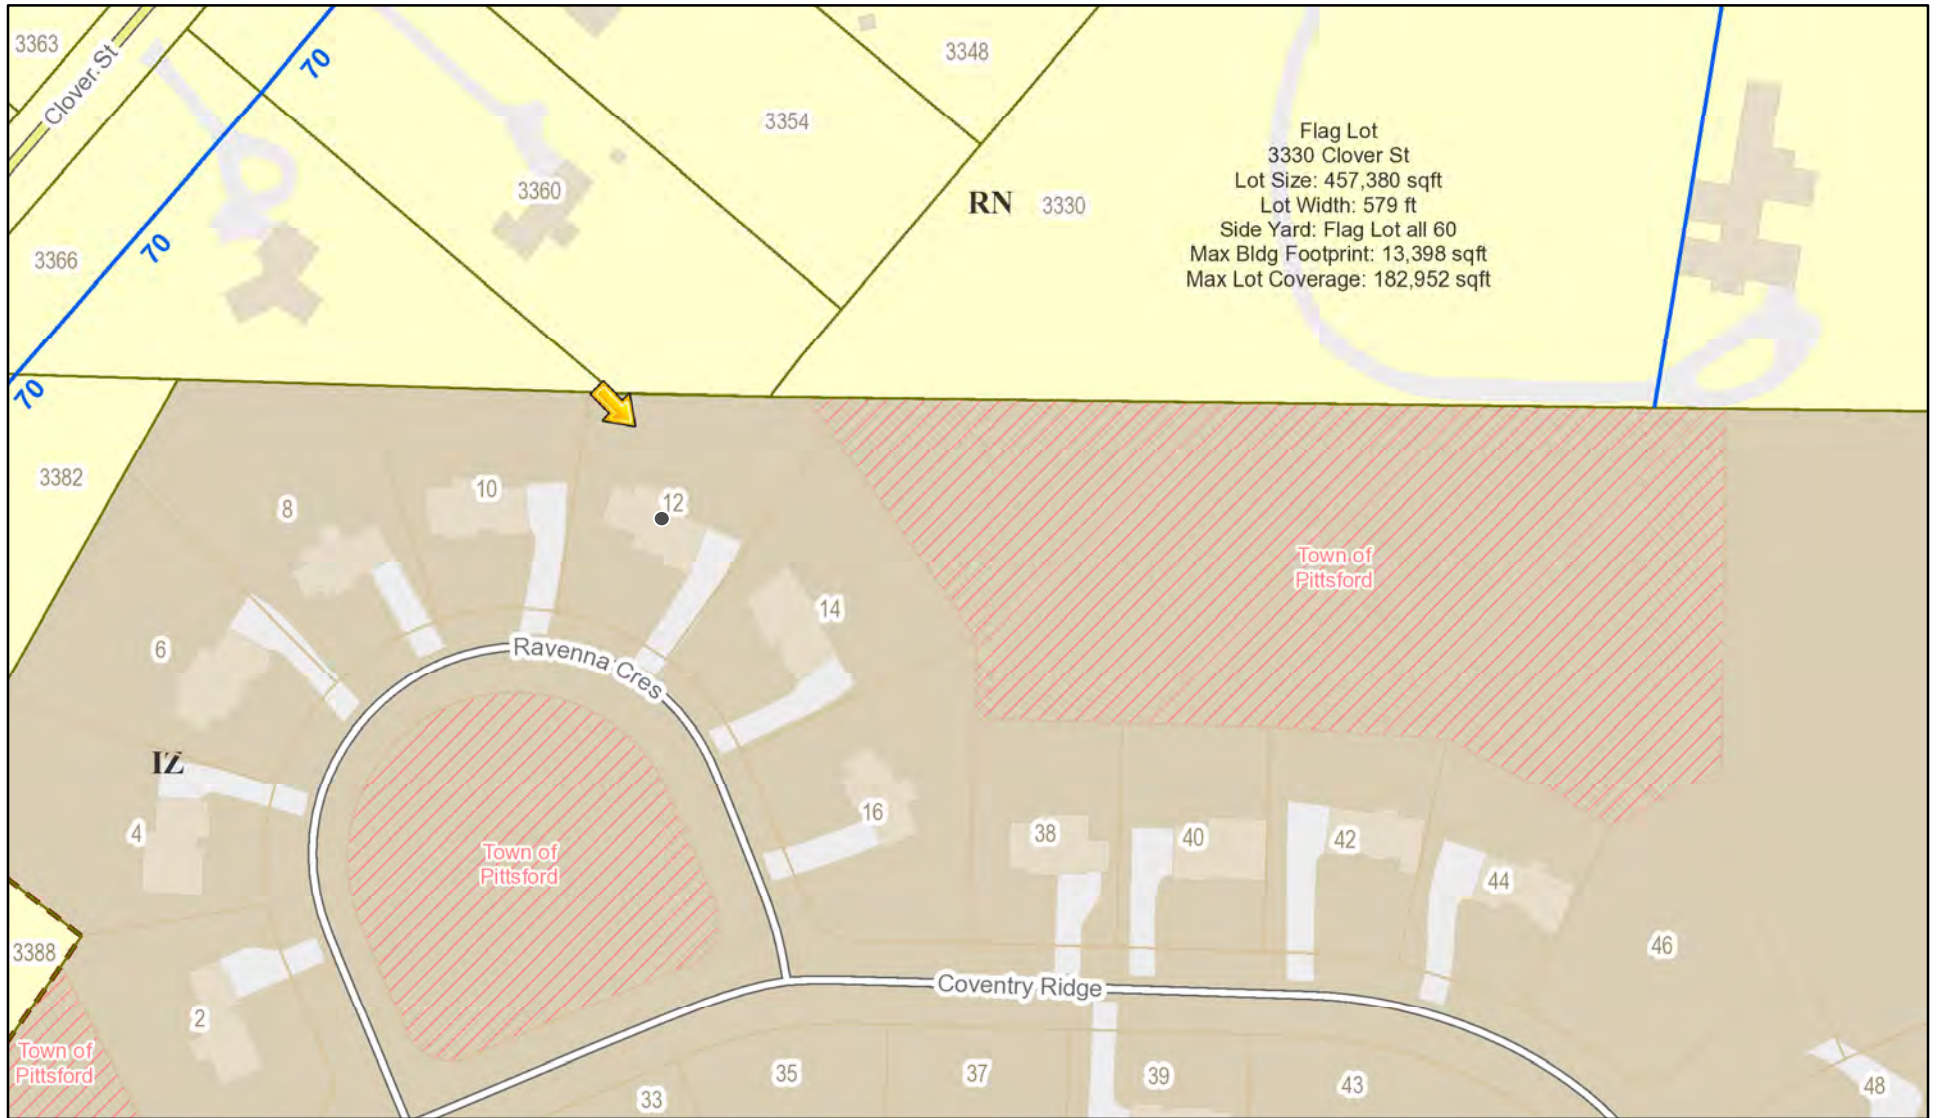 3363
Clover St
70
3348
3354
Flag Lot
3330 Clover St
Lot Size: 457,380 sqft
Lot Width: 579 ft
Side Yard: Flag Lot all 60
Max Bldg Footprint: 13,398 sqft
Max Lot Coverage: 182,952 sqft
3360
RN
3330
70
3366
70
3382
8
10
12
14
Town of
Pittsford
6
Ravenna Cres
IZ
4
16
38
40
42
44
Town of
Pittsford
46
3388
Coventry Ridge
2
Town of
Pittsford
33
35
37
39
43
48